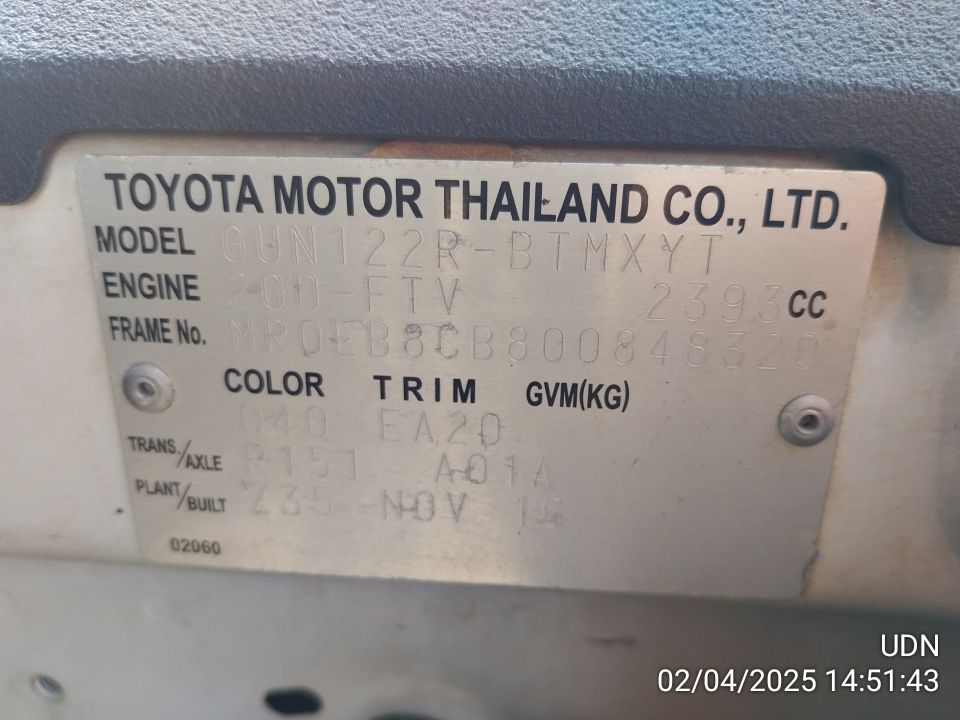 TOYOTA MOTOR THAILAND CO., LTD.
MODEL GUN122R-BTMXYT
ENGINE 2GD-FTV 2393 CC
FRAME No. MR0EB8CB800848320
COLOR TRIM GVM(KG)
040 EA20
TRANS./AXLE R151 A01A
PLANT/BUILT Z35 NOV
02060
UDN
02/04/2025 14:51:43